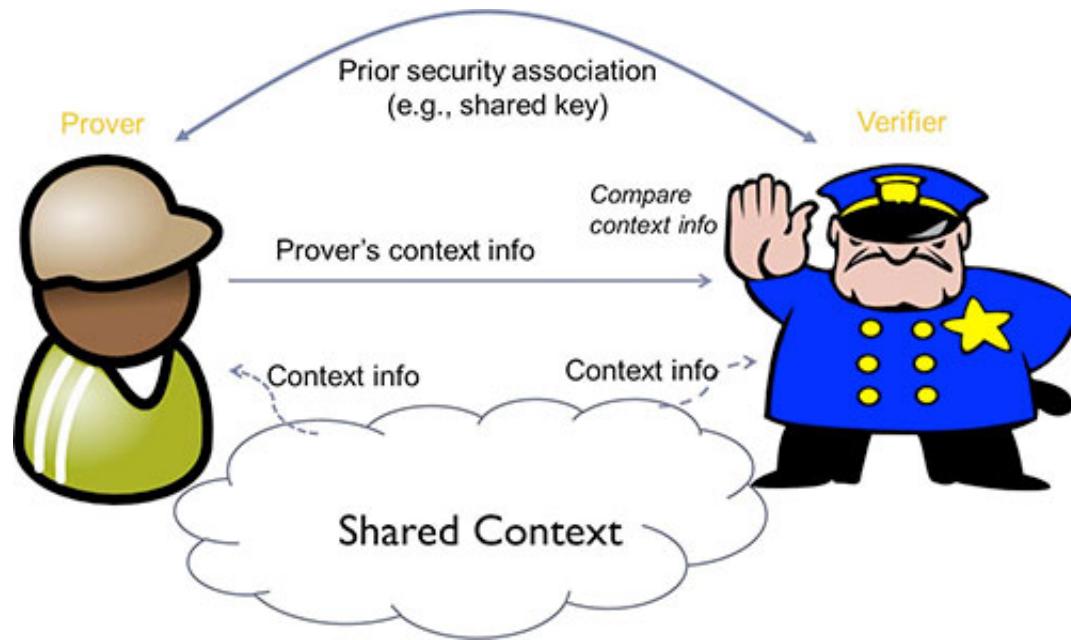 Prior security association
(e.g., shared key)
Prover
Verifier
Compare
context info
Prover’s context info
Context info
Context info
Shared Context